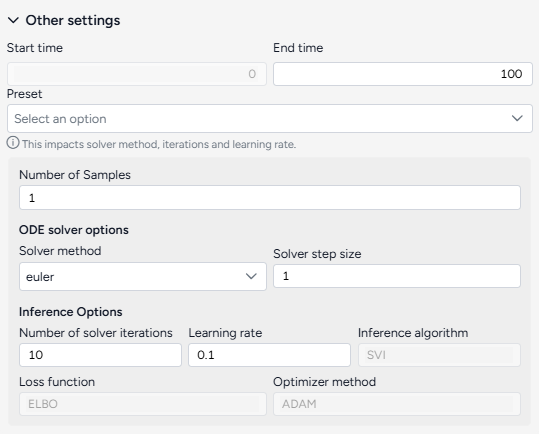 Other settings
Start time End time
0 100
Preset
Select an option
This impacts solver method, iterations and learning rate.
Number of Samples
1
ODE solver options
Solver method Solver step size
euler 1
Inference Options
Number of solver iterations Learning rate Inference algorithm
10 0.1 SVI
Loss function Optimizer method
ELBO ADAM